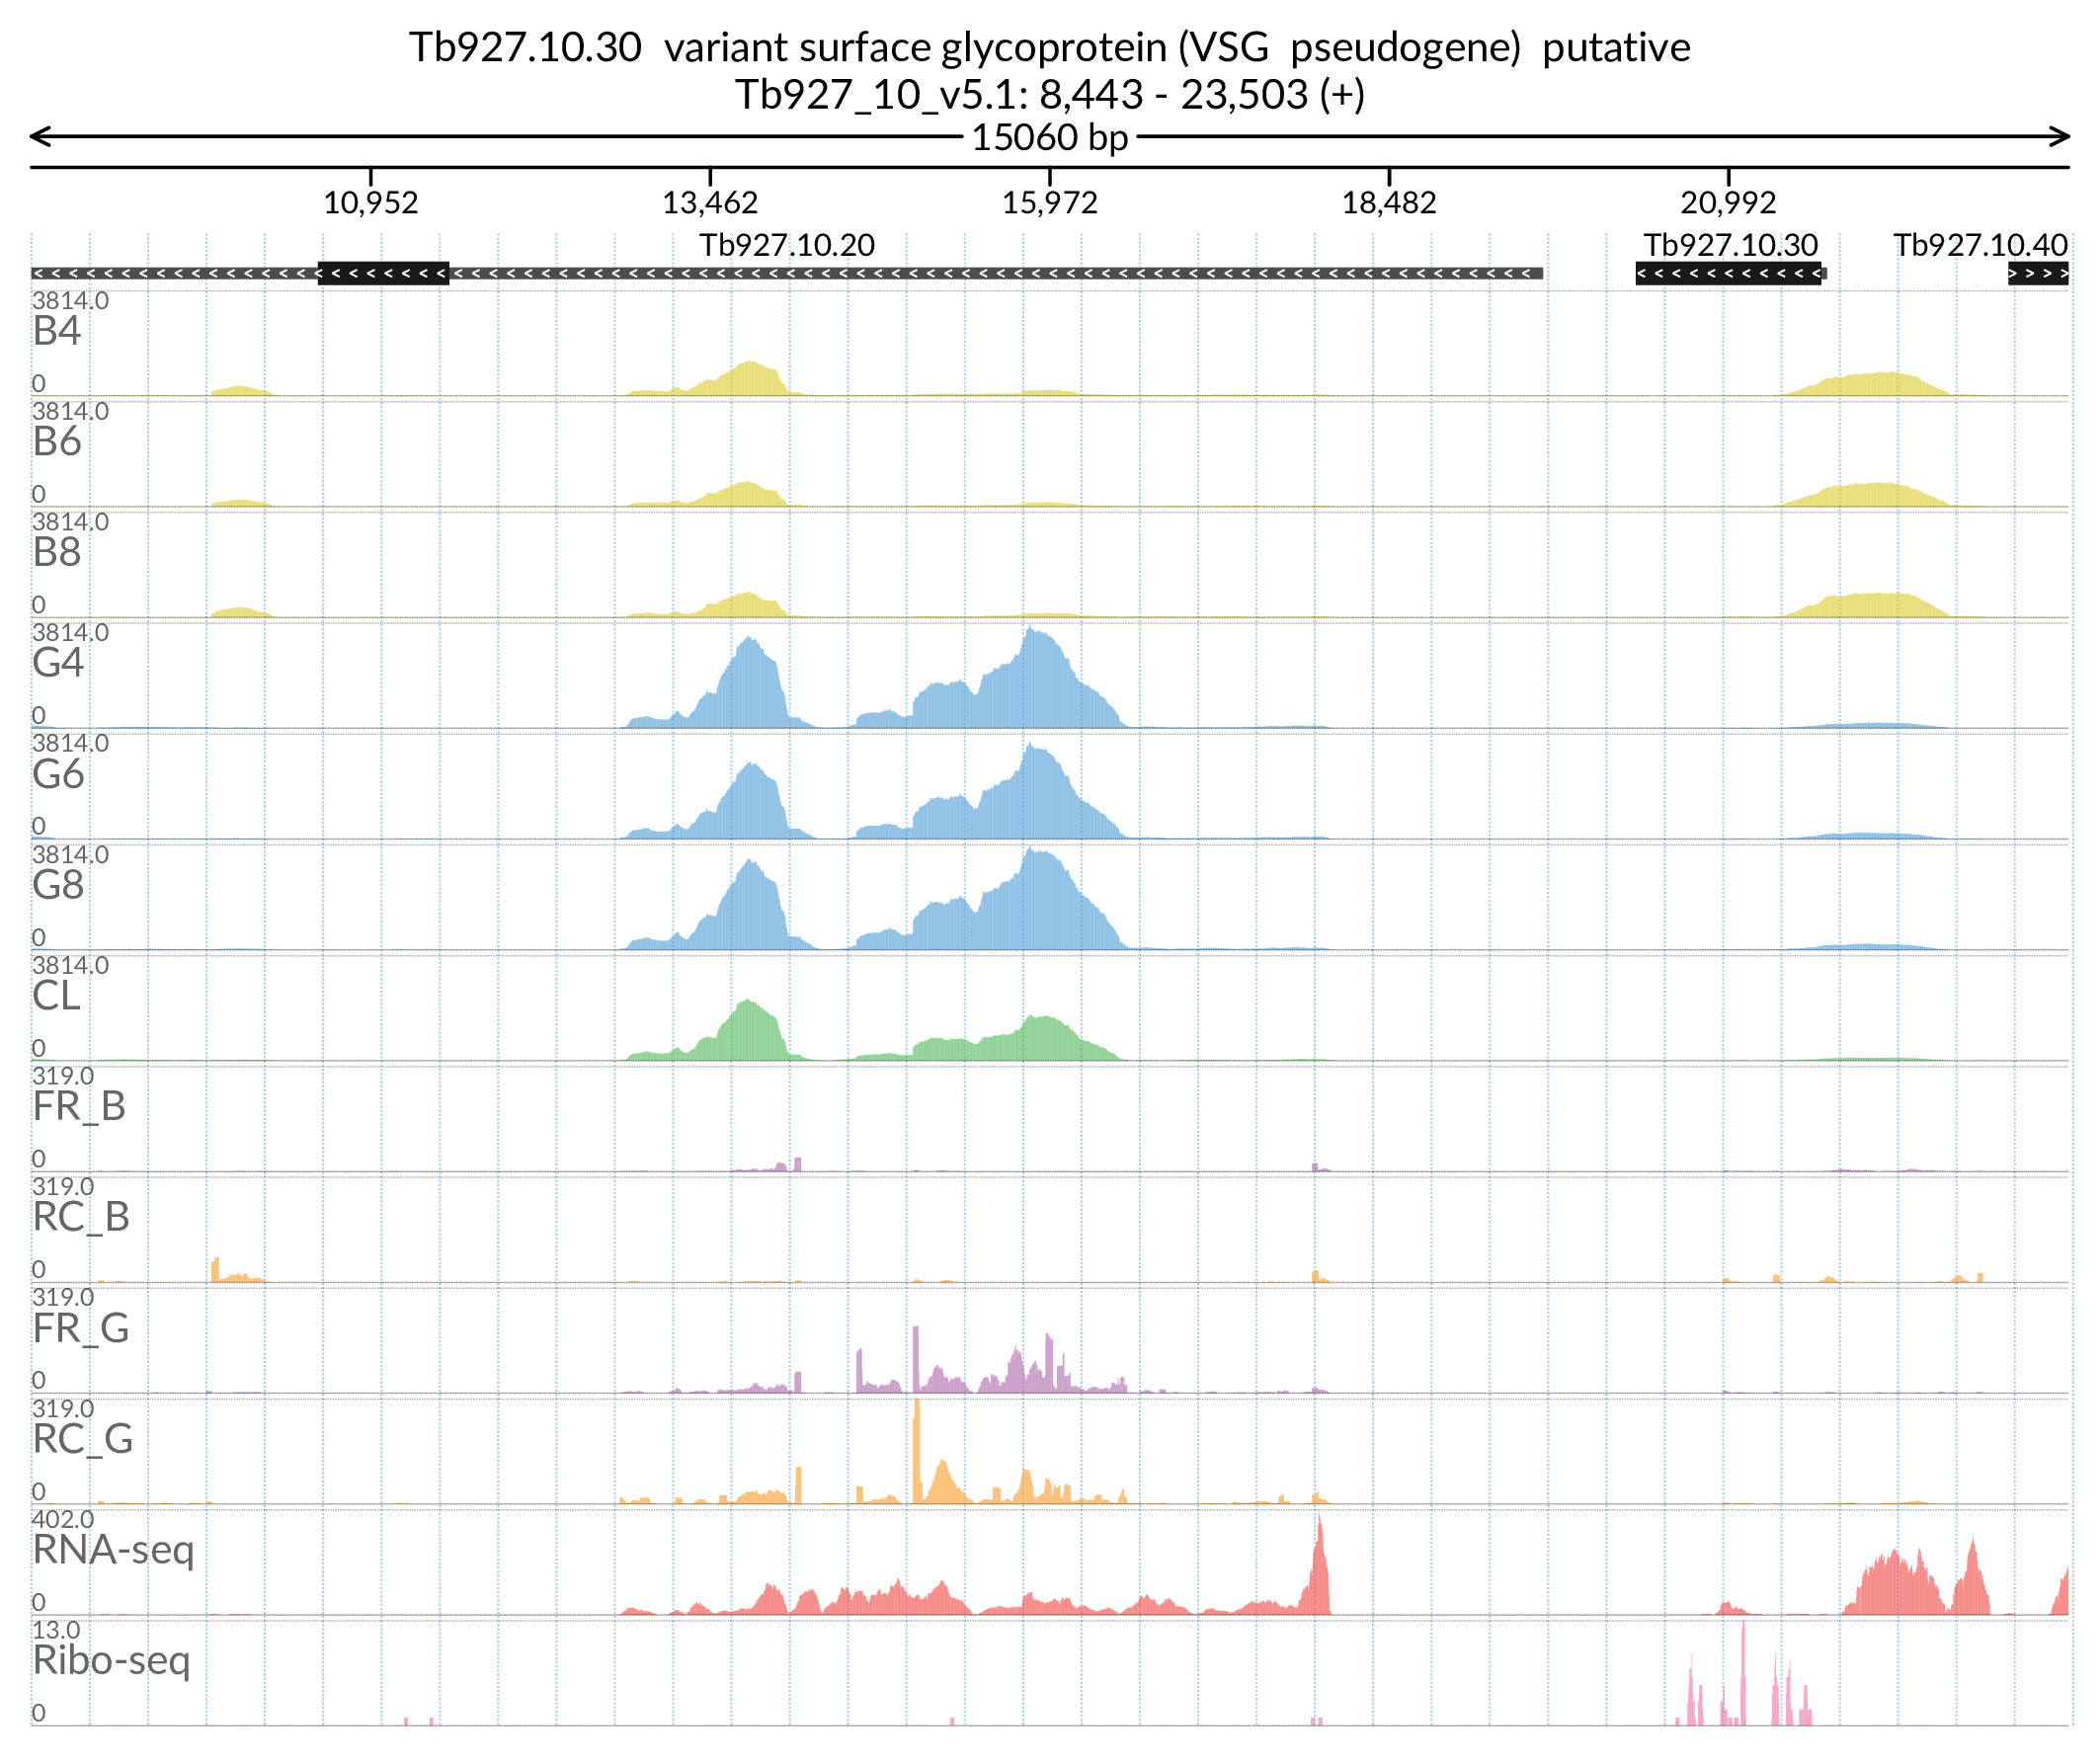 Tb927.10.30 variant surface glycoprotein (VSG pseudogene) putative
Tb927_10_v5.1: 8,443 - 23,503 (+)
15060 bp
10,952 13,462 15,972 18,482 20,992
Tb927.10.20 Tb927.10.30 Tb927.10.40
3814.0
B4
0
3814.0
B6
0
3814.0
B8
0
3814.0
G4
0
3814.0
G6
0
3814.0
G8
0
3814.0
CL
0
319.0
FR_B
0
319.0
RC_B
0
319.0
FR_G
0
319.0
RC_G
0
402.0
RNA-seq
0
13.0
Ribo-seq
0